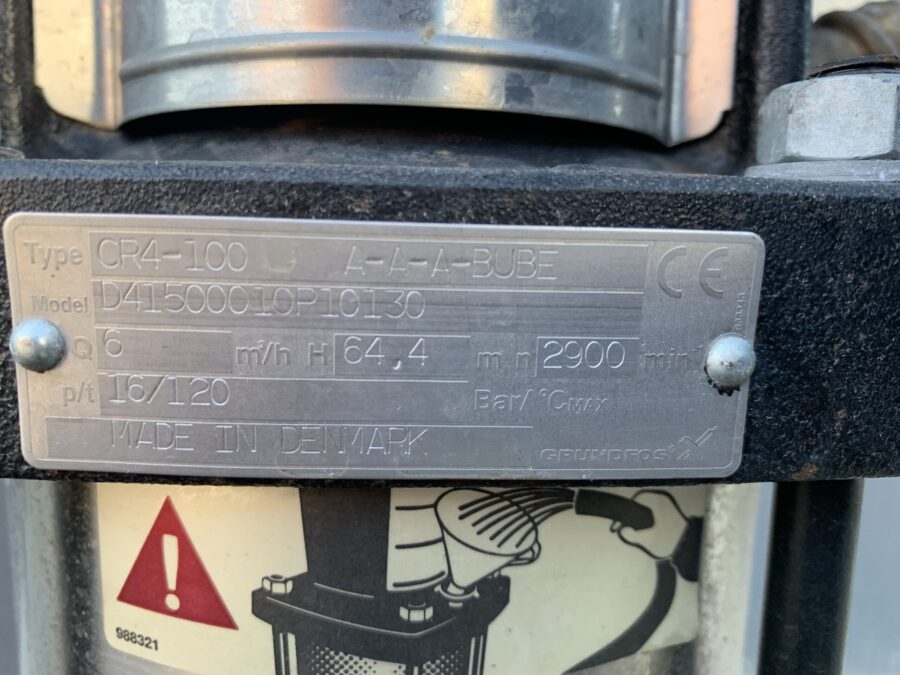 Type CR4-100 A-A-A-BUBE CE
Model D41500010P10130
Q 6 m³/h H 64,4 m n 2900 min
p/t 16/120 Bar/°CMAX
MADE IN DENMARK GRUNDFOS
!
988321